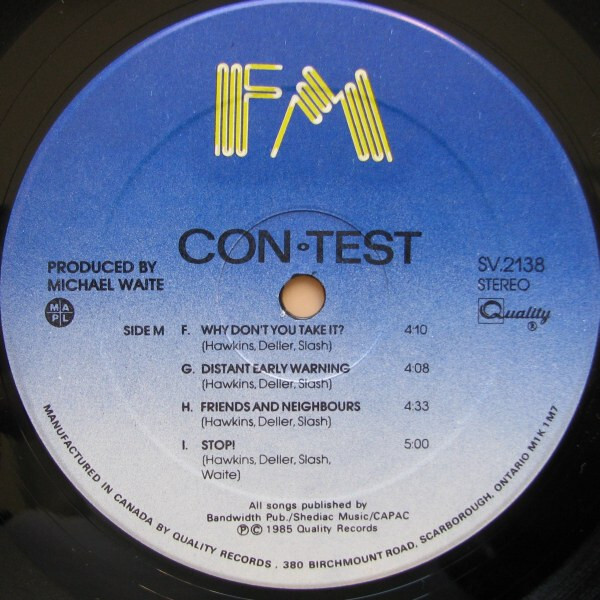 FM
CON·TEST
PRODUCED BY
MICHAEL WAITE
MAPL
SV.2138
STEREO
Quality ®
SIDE M
F. WHY DON'T YOU TAKE IT? 4:10
(Hawkins, Deller, Slash)
G. DISTANT EARLY WARNING 4:08
(Hawkins, Deller, Slash)
H. FRIENDS AND NEIGHBOURS 4:33
(Hawkins, Deller, Slash)
I. STOP! 5:00
(Hawkins, Deller, Slash,
Waite)
All songs published by
Bandwidth Pub./Shediac Music/CAPAC
℗© 1985 Quality Records
MANUFACTURED IN CANADA BY QUALITY RECORDS . 380 BIRCHMOUNT ROAD, SCARBOROUGH, ONTARIO M1K 1M7